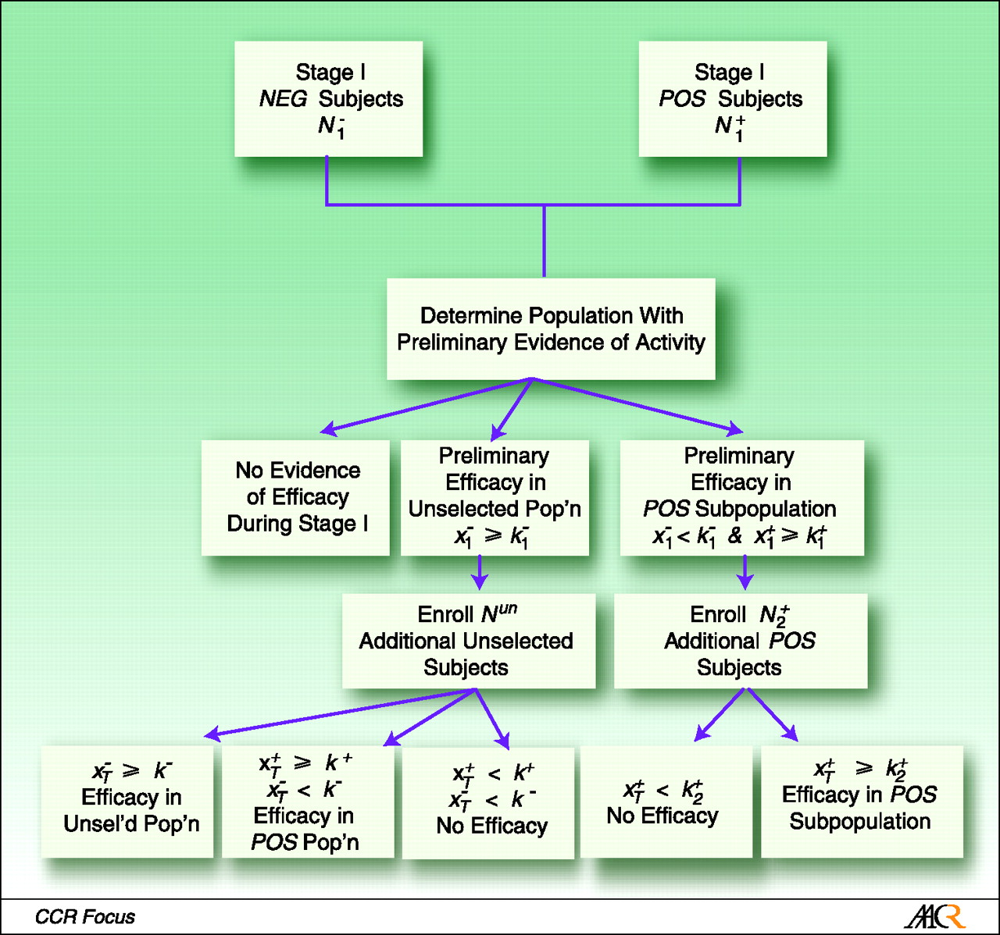 Stage I
NEG Subjects
N₁⁻
Stage I
POS Subjects
N₁⁺
Determine Population With
Preliminary Evidence of Activity
No Evidence
of Efficacy
During Stage I
Preliminary
Efficacy in
Unselected Pop'n
x₁⁻ ⩾ k₁⁻
Preliminary
Efficacy in
POS Subpopulation
x₁⁻ < k₁⁻ & x₁⁺ ⩾ k₁⁺
Enroll Nᵘⁿ
Additional Unselected
Subjects
Enroll N₂⁺
Additional POS
Subjects
x_T⁻ ⩾ k⁻
Efficacy in
Unsel'd Pop'n
x_T⁺ ⩾ k⁺
x_T⁻ < k⁻
Efficacy in
POS Pop'n
x_T⁺ < k⁺
x_T⁻ < k⁻
No Efficacy
x_T⁺ < k₂⁺
No Efficacy
x_T⁺ ⩾ k₂⁺
Efficacy in POS
Subpopulation
CCR Focus
AACR